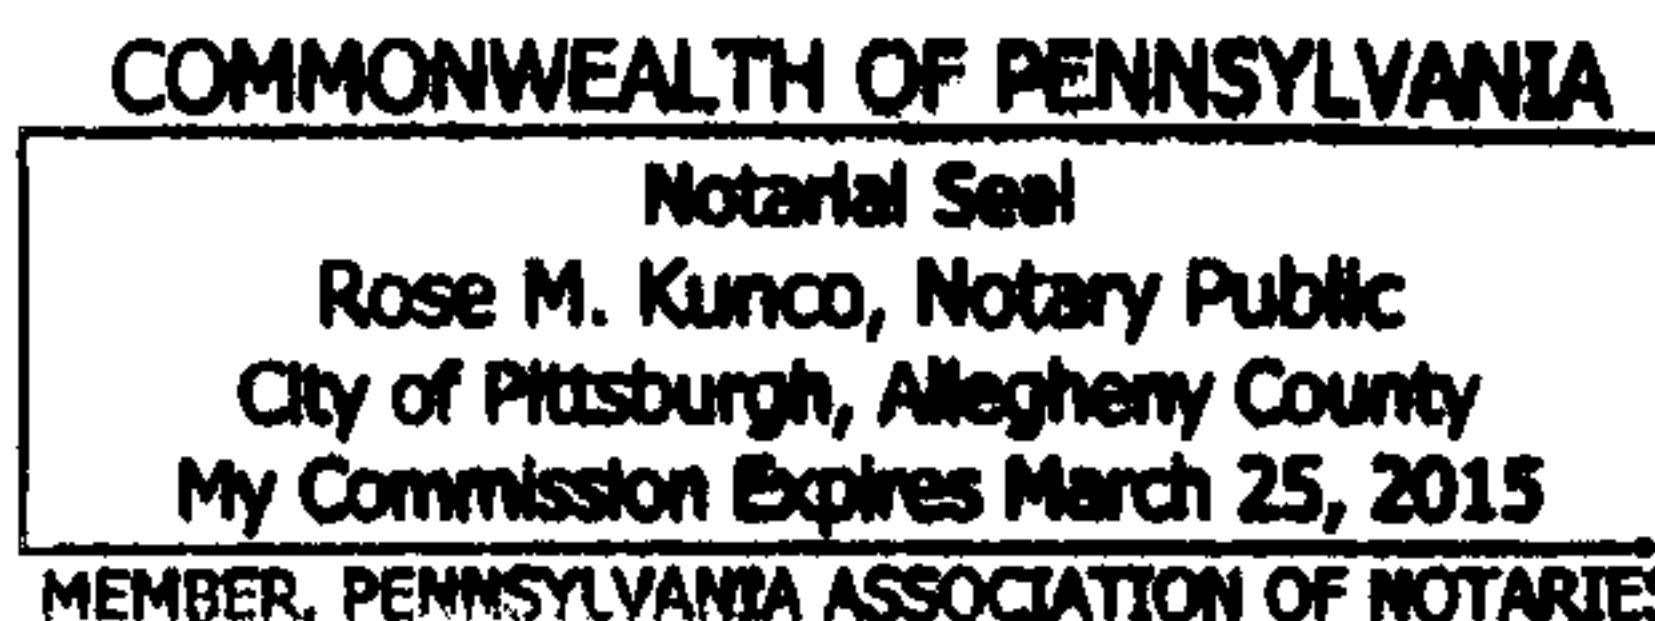 COMMONWEALTH OF PENNSYLVANIA
Notarial Seal
Rose M. Kunco, Notary Public
City of Pittsburgh, Allegheny County
My Commission Expires March 25, 2015
MEMBER, PENNSYLVANIA ASSOCIATION OF NOTARIES